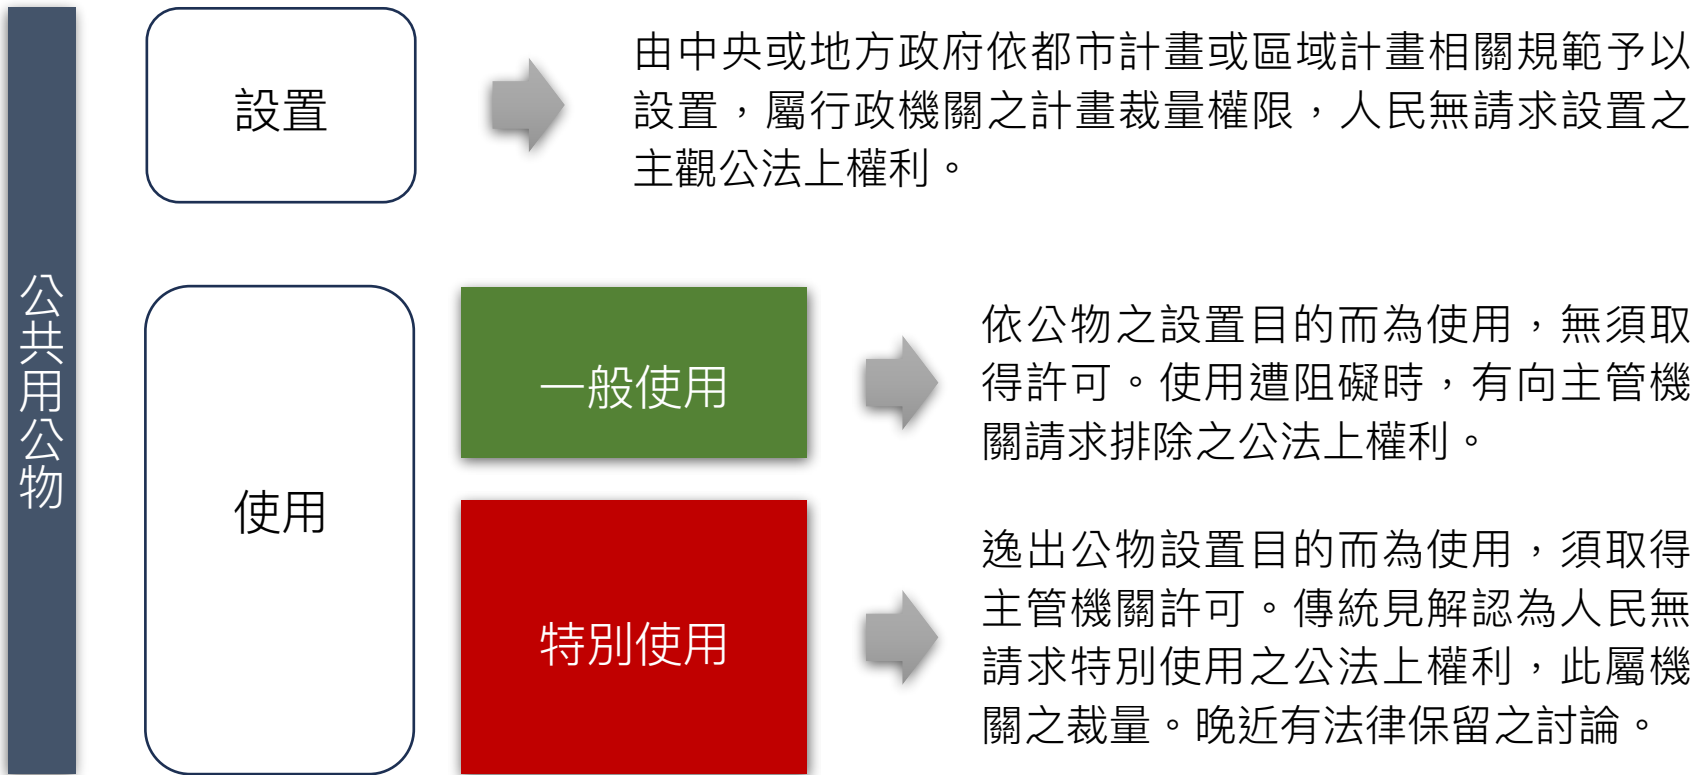 公共用公物
設置
由中央或地方政府依都市計畫或區域計畫相關規範予以
設置，屬行政機關之計畫裁量權限，人民無請求設置之
主觀公法上權利。
使用
一般使用
依公物之設置目的而為使用，無須取
得許可。使用遭阻礙時，有向主管機
關請求排除之公法上權利。
特別使用
逸出公物設置目的而為使用，須取得
主管機關許可。傳統見解認為人民無
請求特別使用之公法上權利，此屬機
關之裁量。晚近有法律保留之討論。